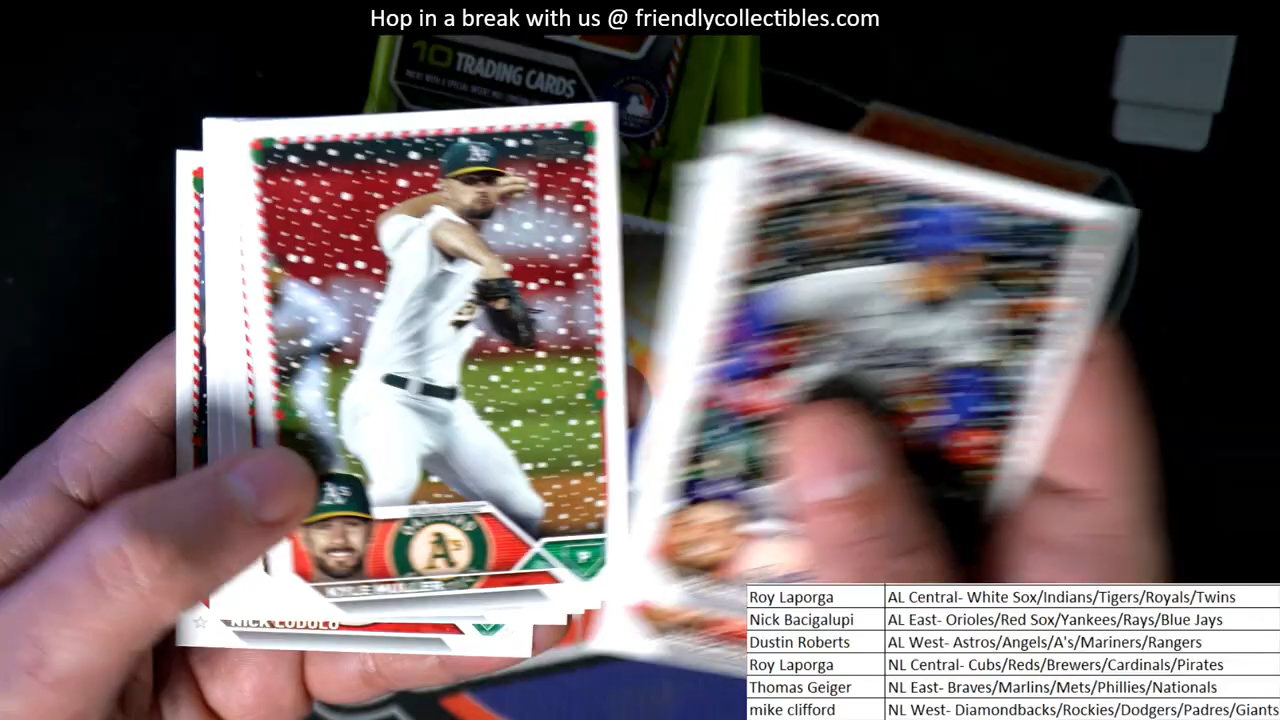 Hop in a break with us @ friendlycollectibles.com
10 TRADING CARDS
A's
A's
A's
P
KYLE MULLER
NICK LODOLO
Roy Laporga AL Central- White Sox/Indians/Tigers/Royals/Twins
Nick Bacigalupi AL East- Orioles/Red Sox/Yankees/Rays/Blue Jays
Dustin Roberts AL West- Astros/Angels/A's/Mariners/Rangers
Roy Laporga NL Central- Cubs/Reds/Brewers/Cardinals/Pirates
Thomas Geiger NL East- Braves/Marlins/Mets/Phillies/Nationals
mike clifford NL West- Diamondbacks/Rockies/Dodgers/Padres/Giants